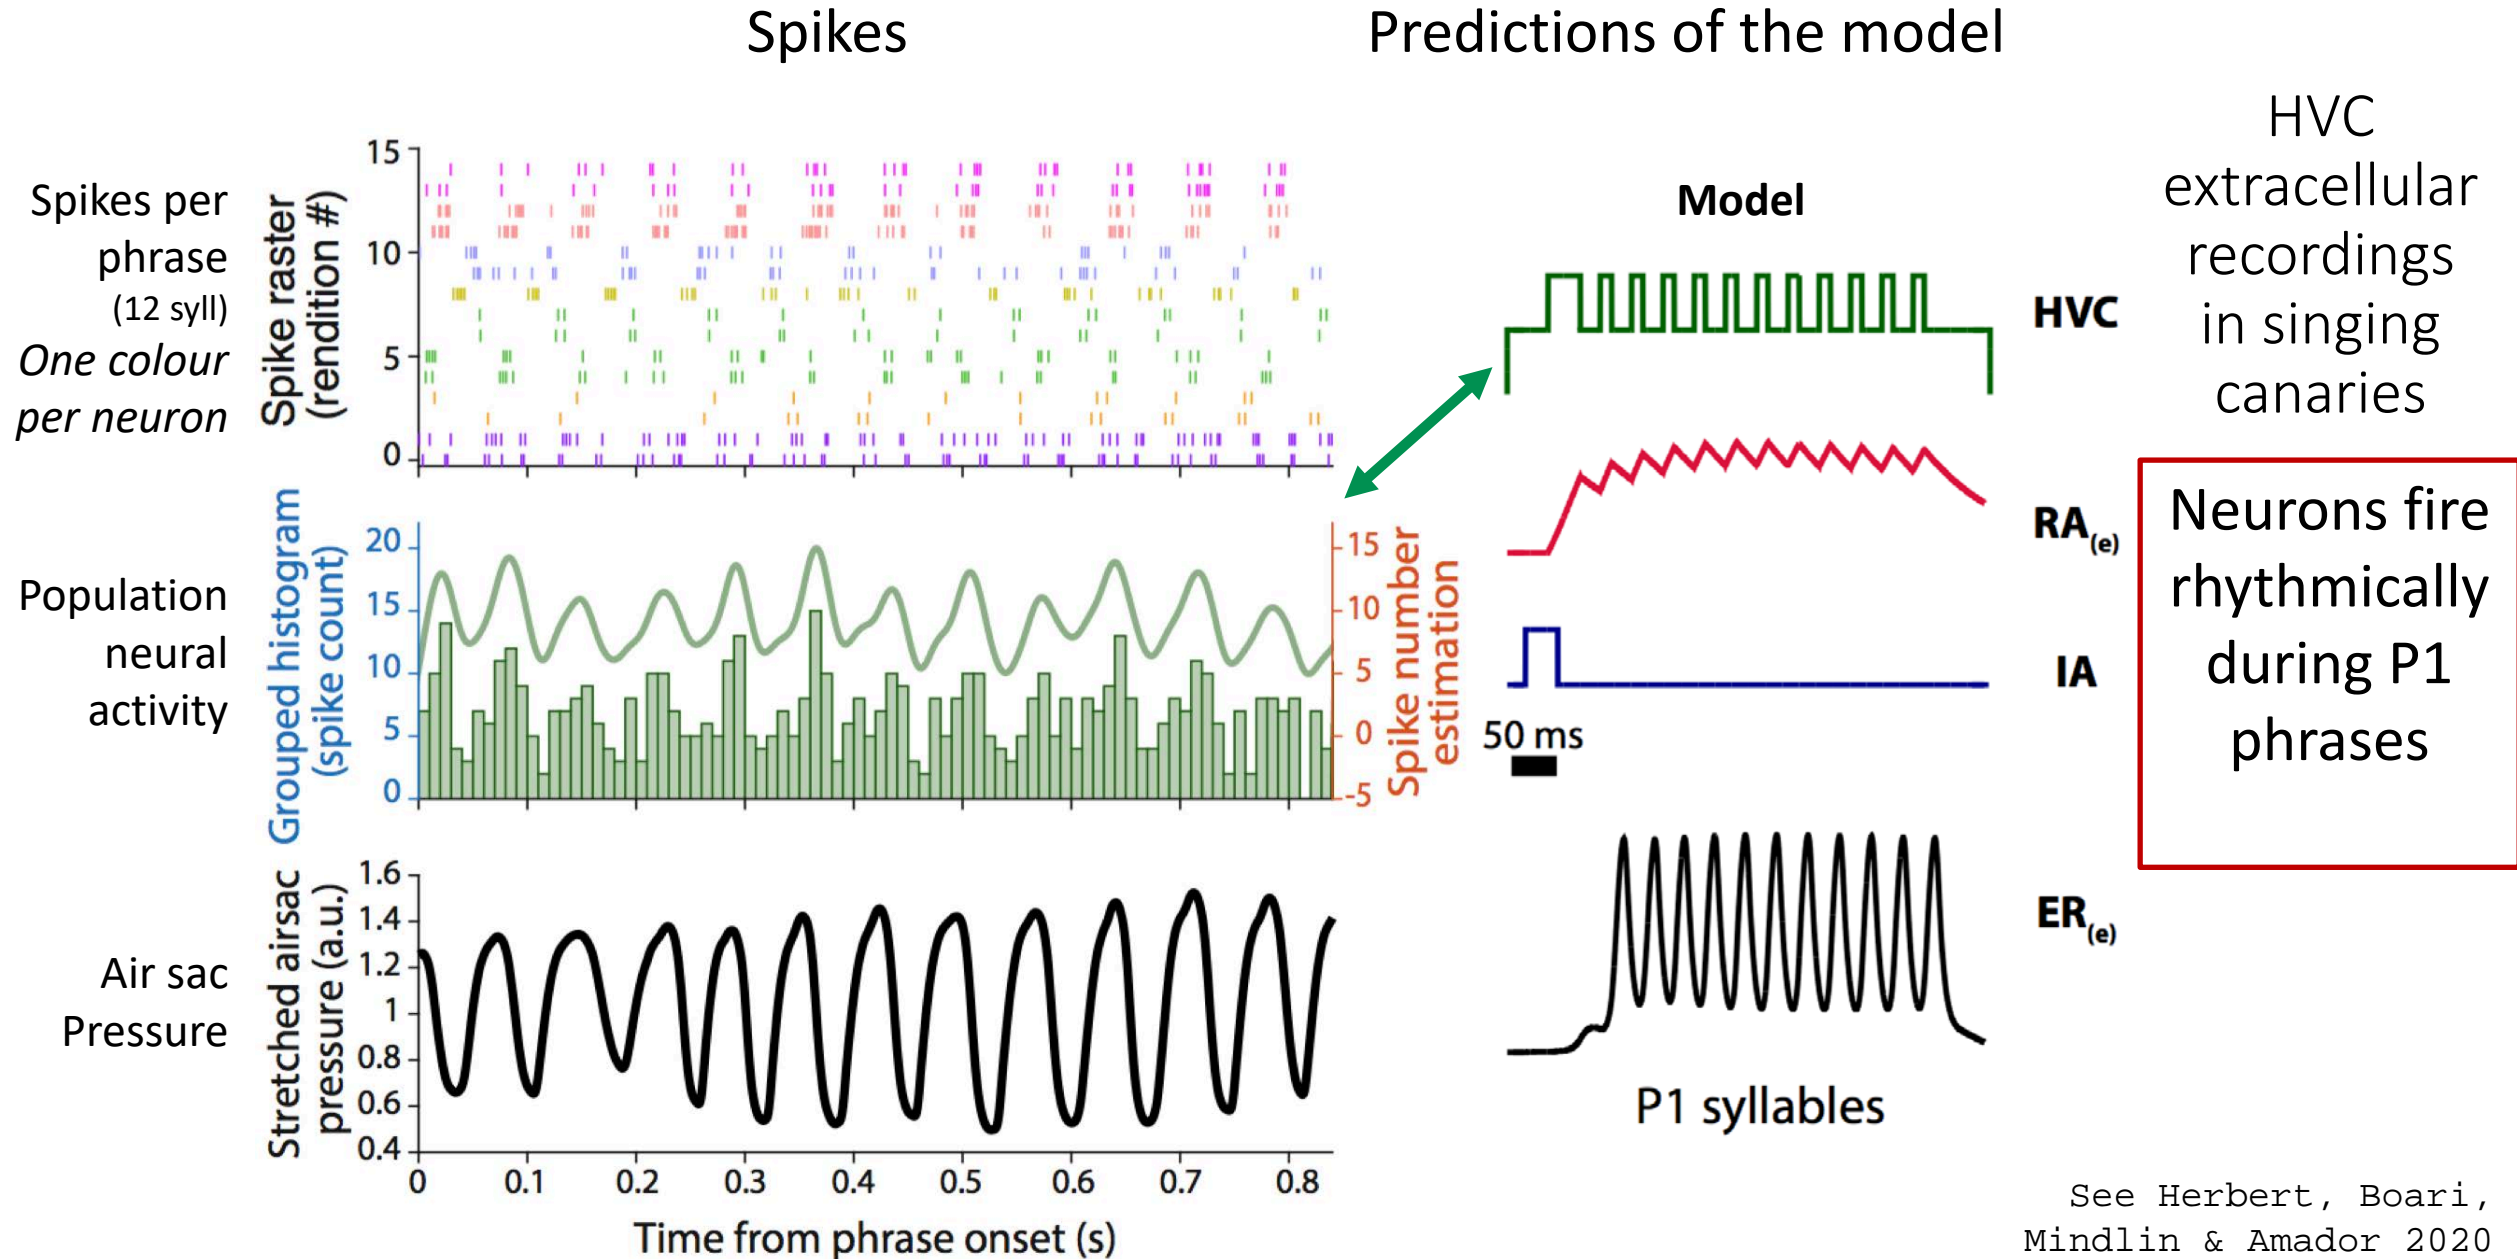 Spikes
Predictions of the model
Spikes per
phrase
(12 syll)
One colour
per neuron
Spike raster
(rendition #)
15
10
5
0
Population
neural
activity
Grouped histogram
(spike count)
20
15
10
5
0
15
10
5
0
-5
Spike number
estimation
Air sac
Pressure
Stretched airsac
pressure (a.u.)
1.6
1.4
1.2
1
0.8
0.6
0.4
0
0.1
0.2
0.3
0.4
0.5
0.6
0.7
0.8
Time from phrase onset (s)
Model
HVC
RA(e)
IA
50 ms
ER(e)
P1 syllables
HVC
extracellular
recordings
in singing
canaries
Neurons fire
rhythmically
during P1
phrases
See Herbert, Boari,
Mindlin & Amador 2020